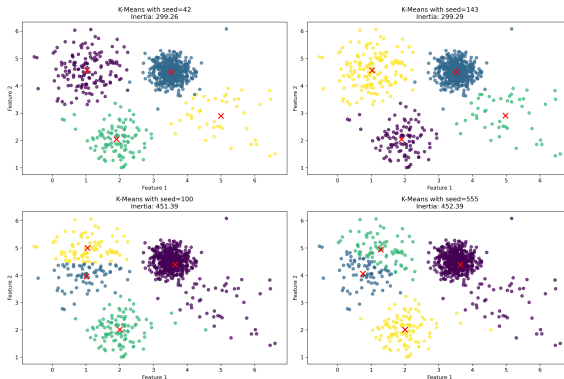 K-Means with seed=42
Inertia: 299.26
6
5
4
3
2
1
Feature 2
0 1 2 3 4 5 6
Feature 1
K-Means with seed=143
Inertia: 299.29
6
5
4
3
2
1
Feature 2
0 1 2 3 4 5 6
Feature 1
K-Means with seed=100
Inertia: 451.39
6
5
4
3
2
1
Feature 2
0 1 2 3 4 5 6
Feature 1
K-Means with seed=555
Inertia: 452.39
6
5
4
3
2
1
Feature 2
0 1 2 3 4 5 6
Feature 1